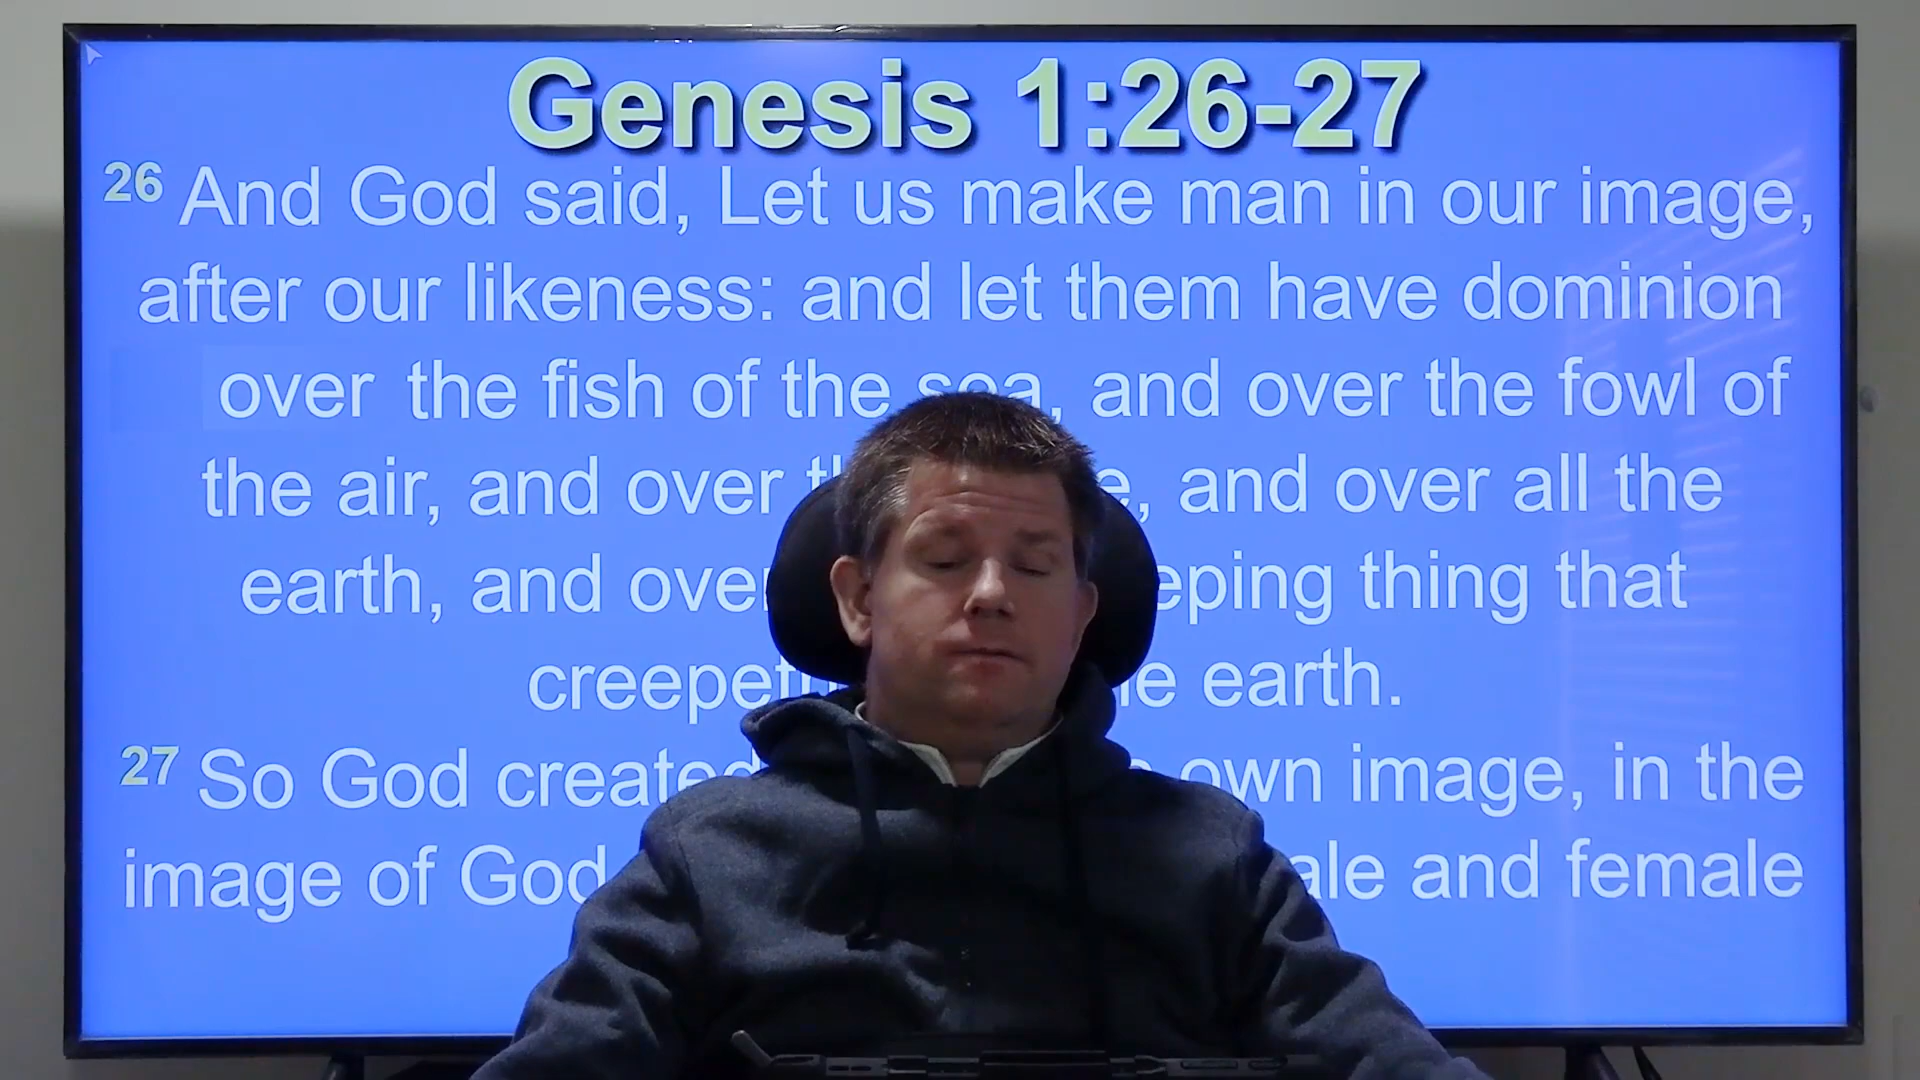 Genesis 1:26-27
26 And God said, Let us make man in our image,
after our likeness: and let them have dominion
over the fish of the sea, and over the fowl of
the air, and over and over all the
earth, and over thing that
earth.
27 So God own image, in the
image of God and female